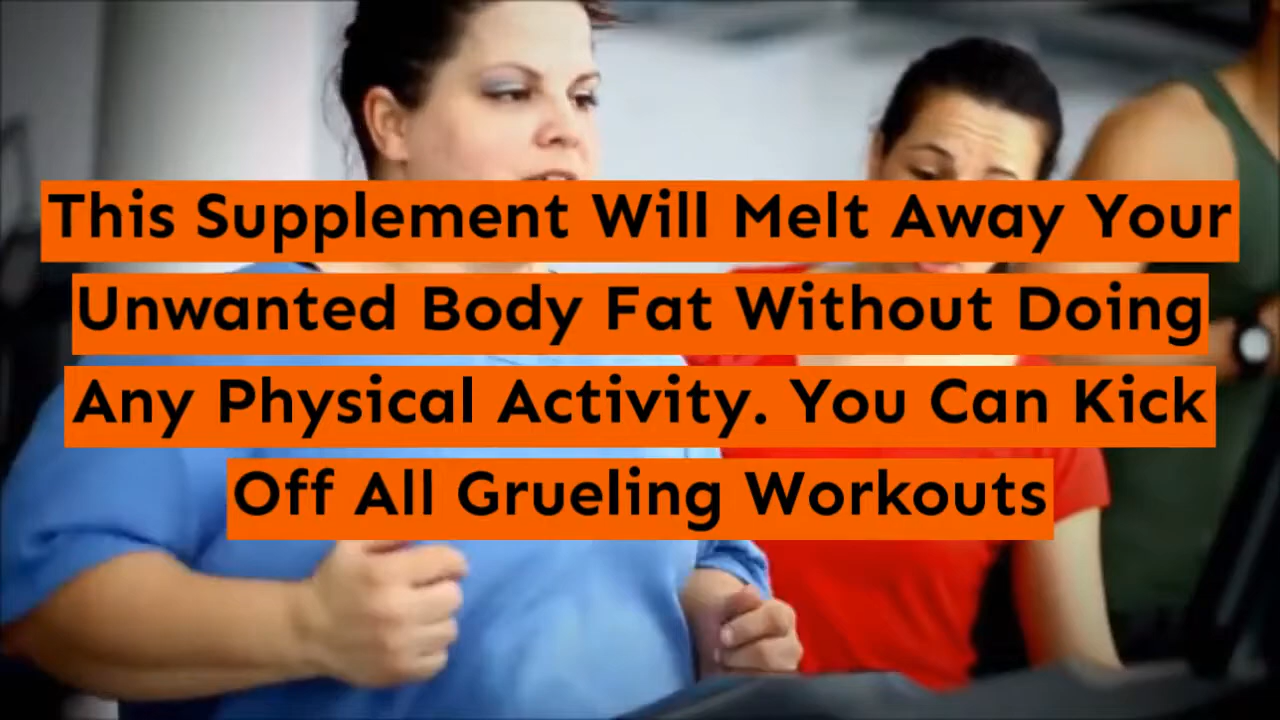 This Supplement Will Melt Away Your
Unwanted Body Fat Without Doing
Any Physical Activity. You Can Kick
Off All Grueling Workouts